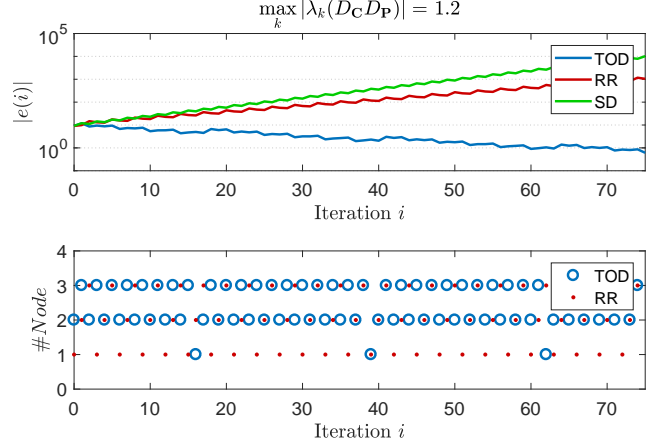 max_k |λ_k(D_C D_P)| = 1.2
10^5
10^0
|e(i)|
TOD
RR
SD
0 10 20 30 40 50 60 70
Iteration i
4
3
2
1
0
#Node
TOD
RR
0 10 20 30 40 50 60 70
Iteration i